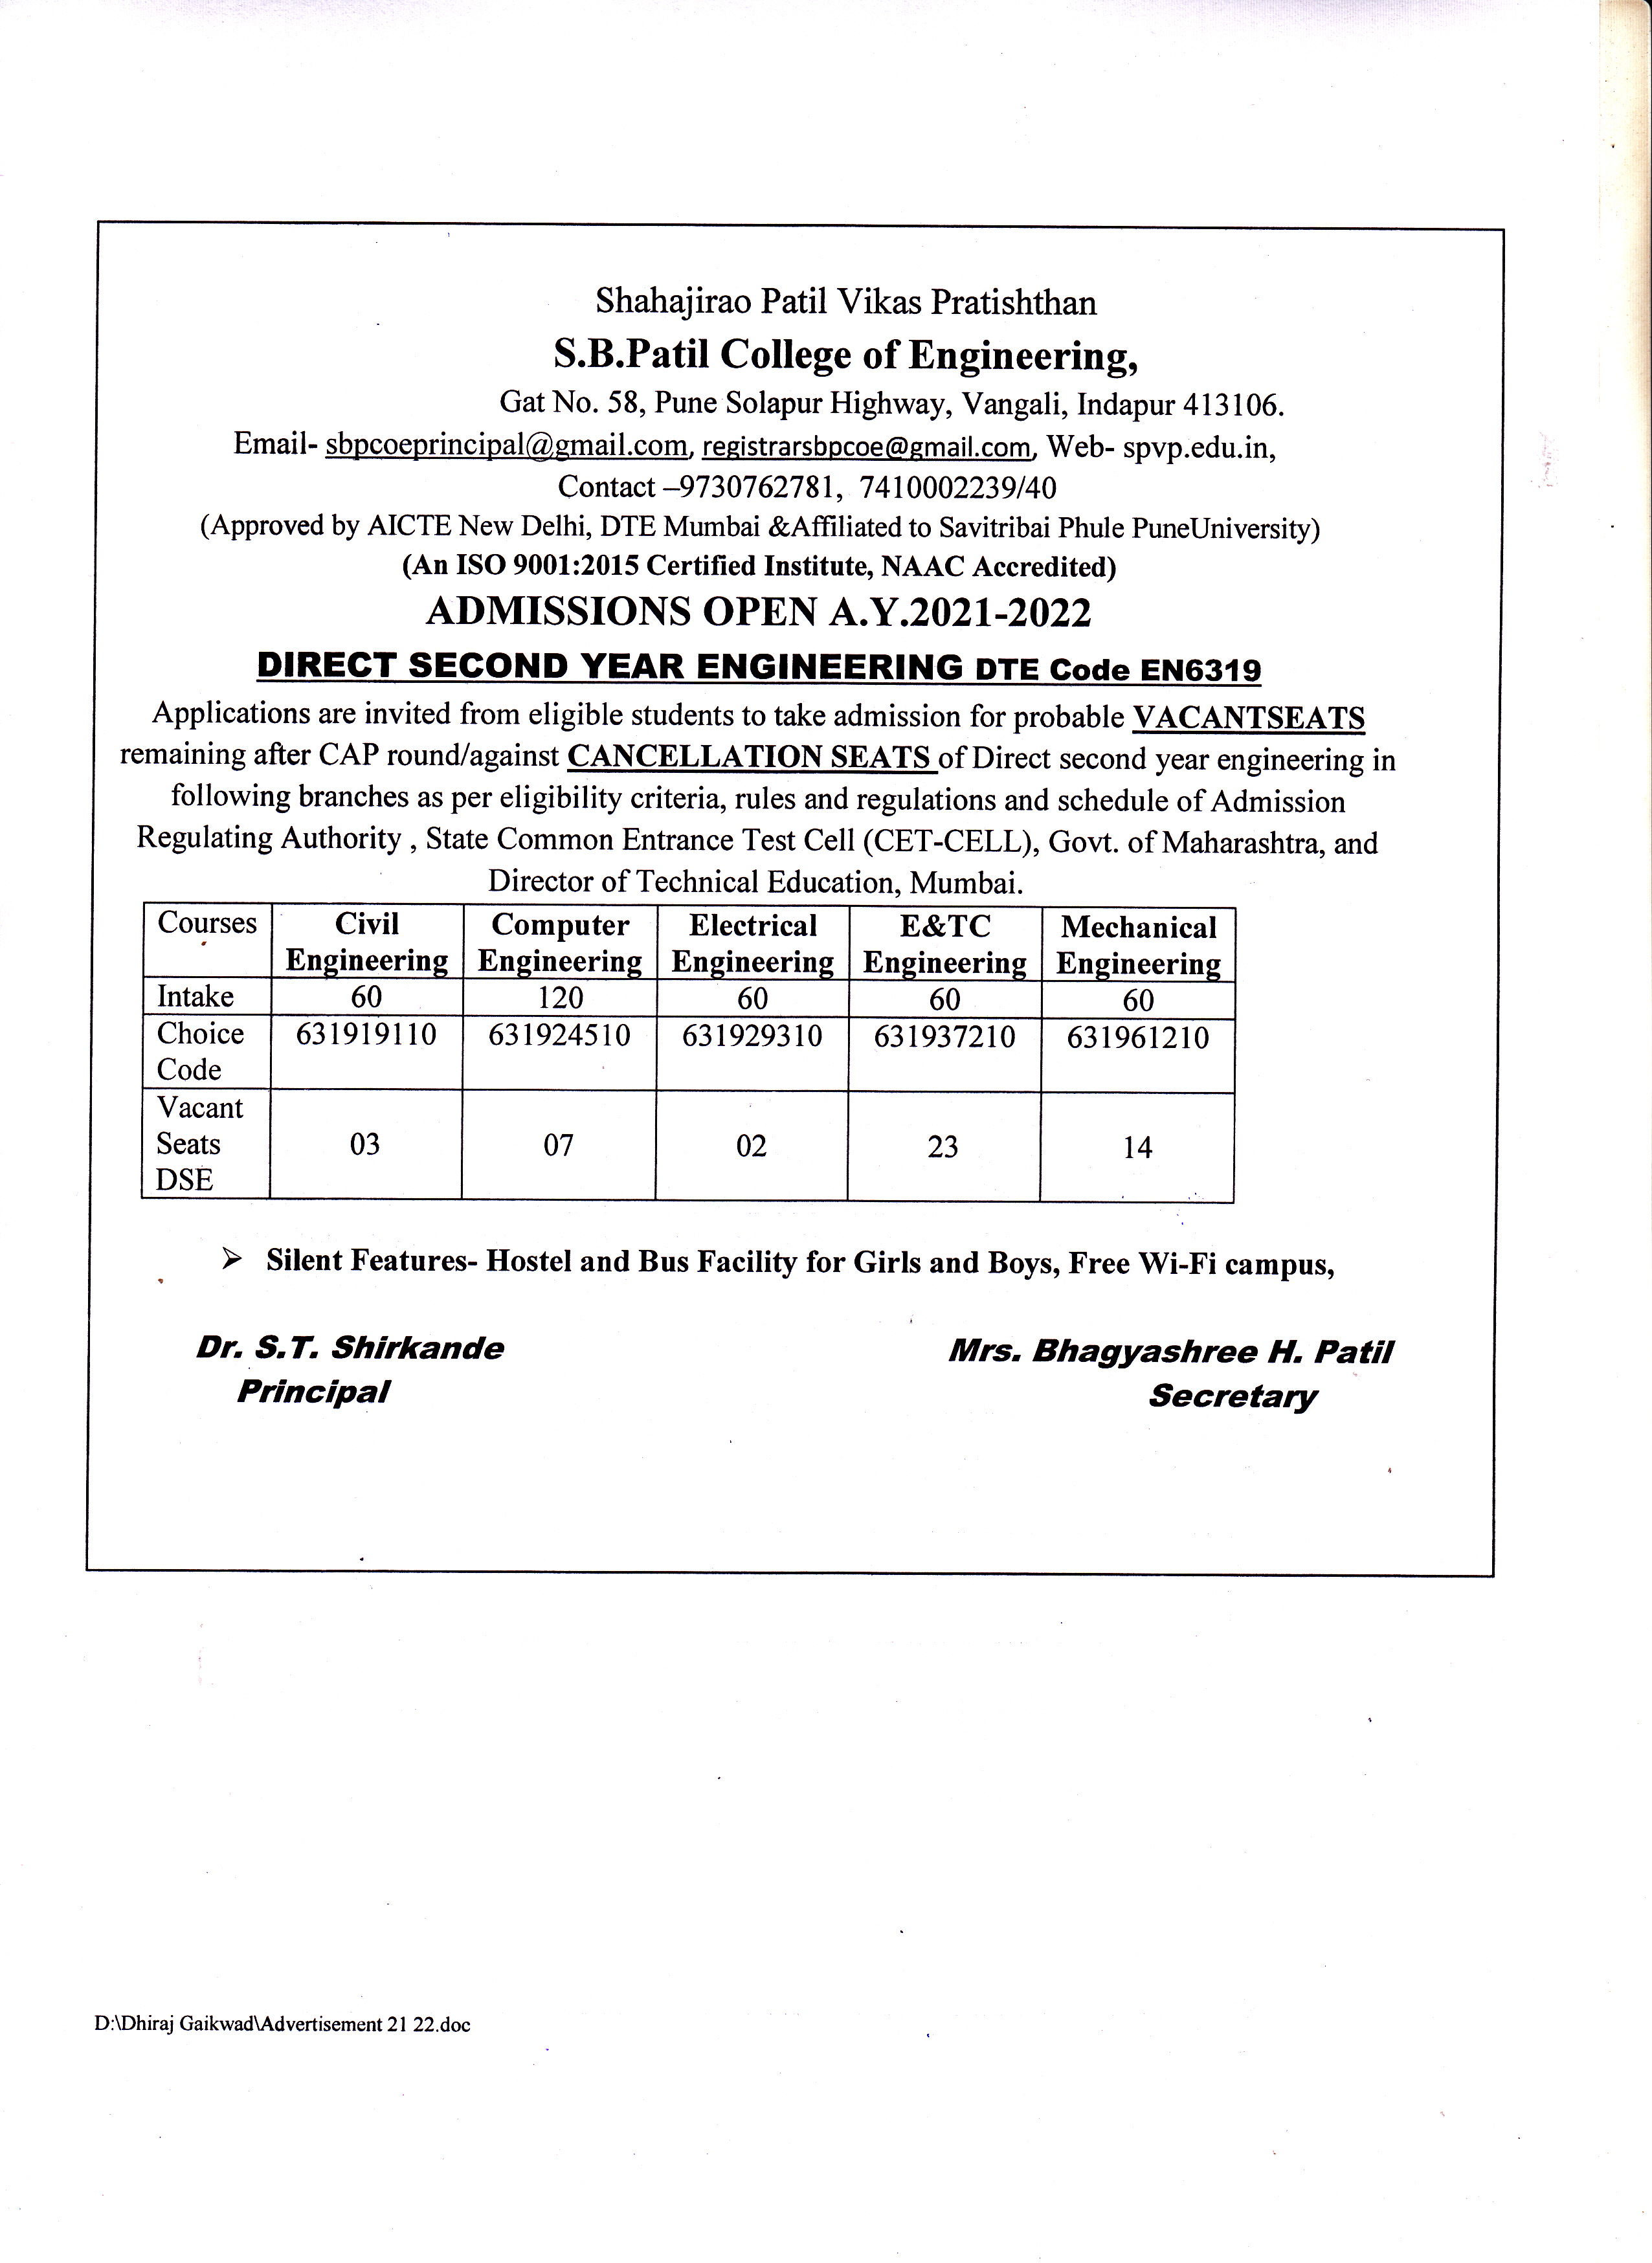 Shahajirao Patil Vikas Pratishthan
S.B.Patil College of Engineering,
Gat No. 58, Pune Solapur Highway, Vangali, Indapur 413106.
Email- sbpcoeprincipal@gmail.com, registrarsbpcoe@gmail.com, Web- spvp.edu.in,
Contact –9730762781, 7410002239/40
(Approved by AICTE New Delhi, DTE Mumbai &Affiliated to Savitribai Phule PuneUniversity)
(An ISO 9001:2015 Certified Institute, NAAC Accredited)
ADMISSIONS OPEN A.Y.2021-2022
DIRECT SECOND YEAR ENGINEERING DTE Code EN6319
Applications are invited from eligible students to take admission for probable VACANTSEATS
remaining after CAP round/against CANCELLATION SEATS of Direct second year engineering in
following branches as per eligibility criteria, rules and regulations and schedule of Admission
Regulating Authority , State Common Entrance Test Cell (CET-CELL), Govt. of Maharashtra, and
Director of Technical Education, Mumbai.
Courses Civil Engineering Computer Engineering Electrical Engineering E&TC Engineering Mechanical Engineering
Intake 60 120 60 60 60
Choice Code 631919110 631924510 631929310 631937210 631961210
Vacant Seats DSE 03 07 02 23 14
➢ Silent Features- Hostel and Bus Facility for Girls and Boys, Free Wi-Fi campus,
Dr. S.T. Shirkande Mrs. Bhagyashree H. Patil
Principal Secretary
D:\Dhiraj Gaikwad\Advertisement 21 22.doc